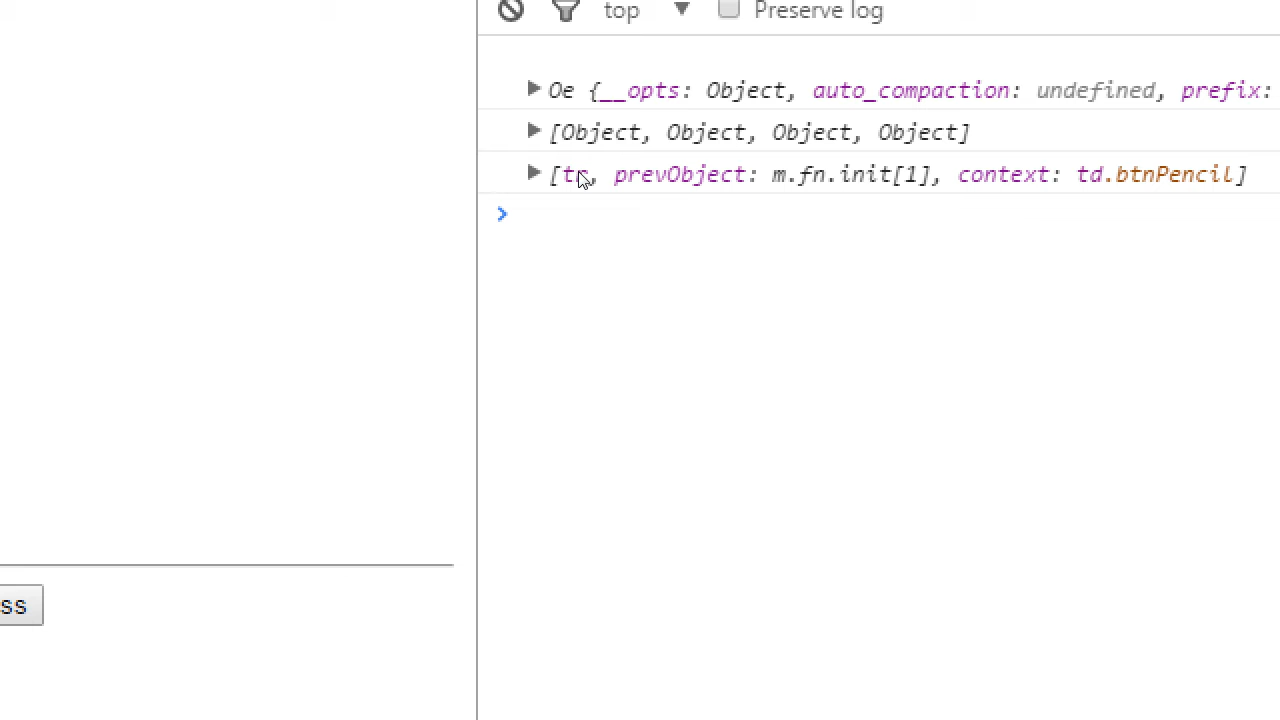 top ▼ Preserve log
Oe {__opts: Object, auto_compaction: undefined, prefix:
[Object, Object, Object, Object]
[tr, prevObject: m.fn.init[1], context: td.btnPencil]
ss